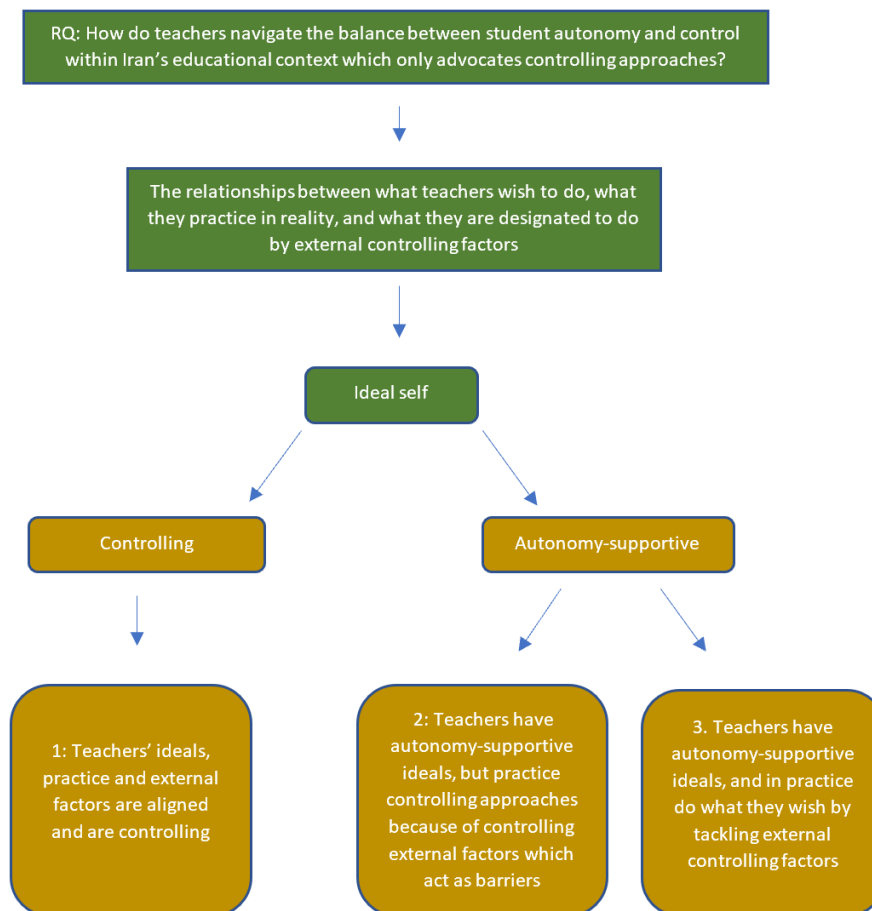 RQ: How do teachers navigate the balance between student autonomy and control
within Iran's educational context which only advocates controlling approaches?
The relationships between what teachers wish to do, what
they practice in reality, and what they are designated to do
by external controlling factors
Ideal self
Controlling
Autonomy-supportive
1: Teachers' ideals,
practice and external
factors are aligned
and are controlling
2: Teachers have
autonomy-supportive
ideals, but practice
controlling approaches
because of controlling
external factors which
act as barriers
3. Teachers have
autonomy-supportive
ideals, and in practice
do what they wish by
tackling external
controlling factors